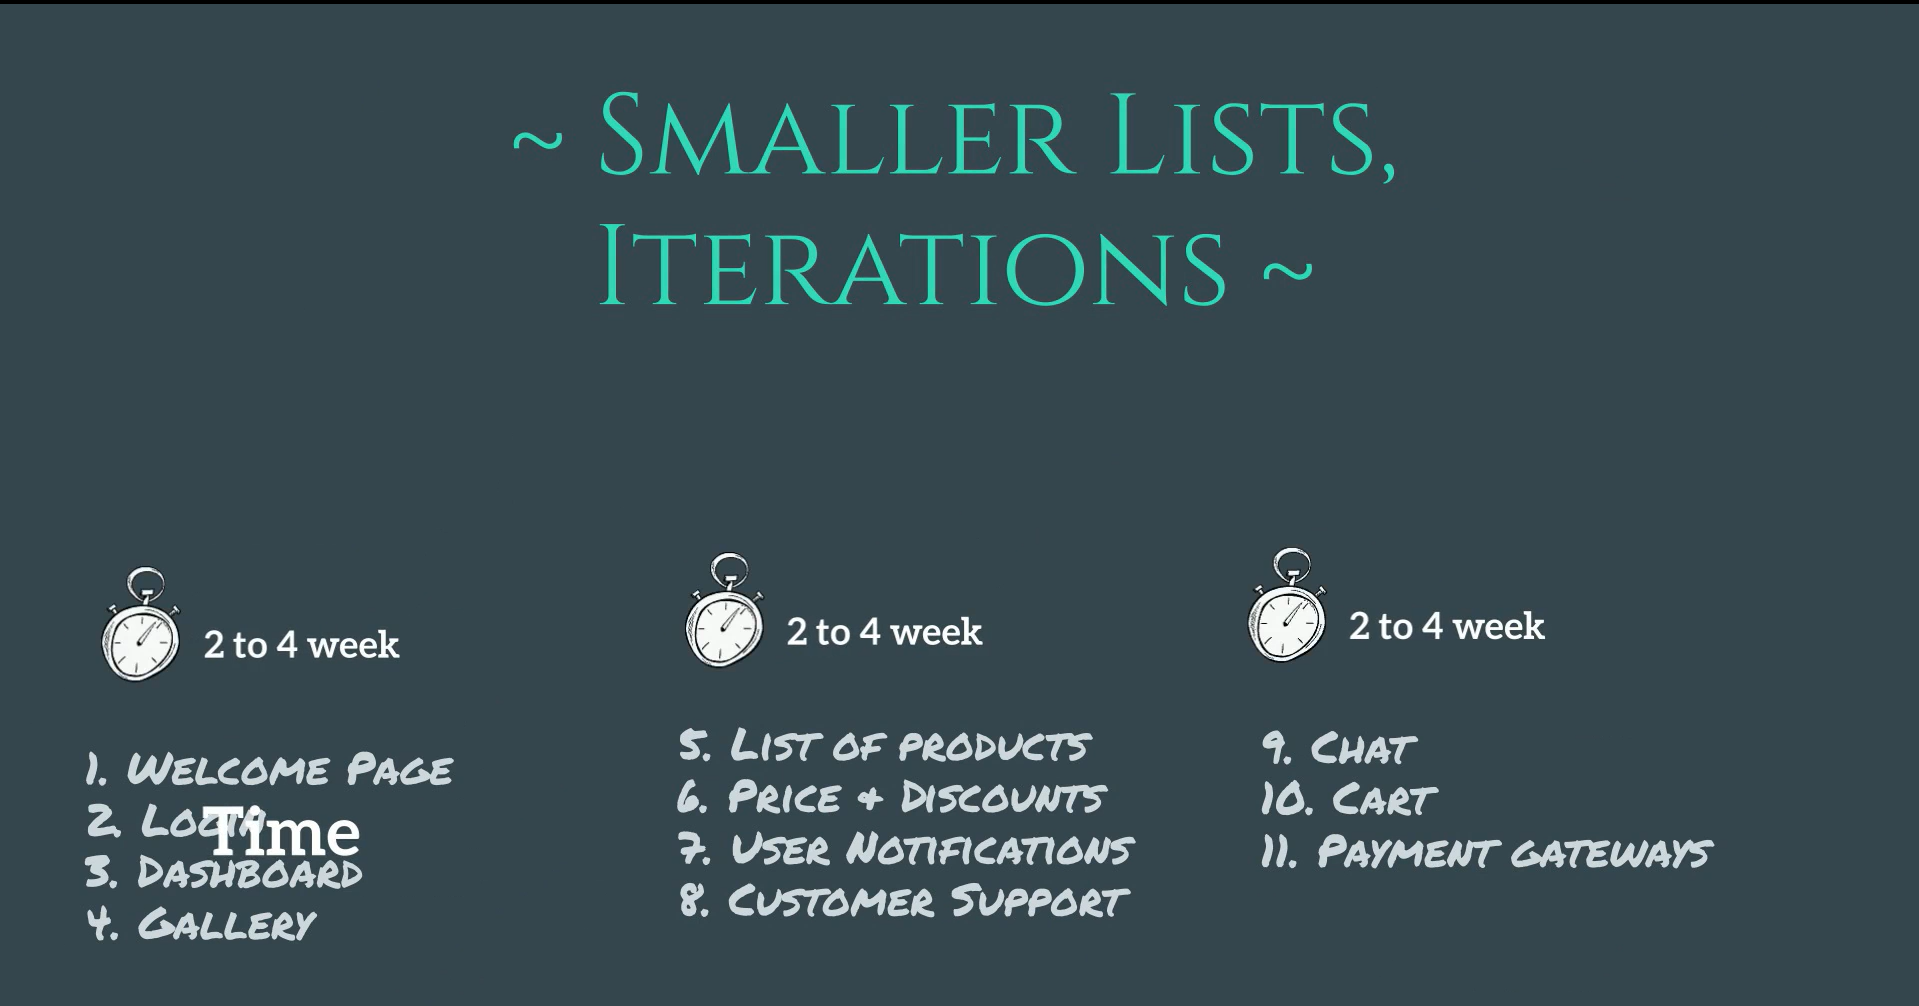 ~ Smaller Lists,
Iterations ~
2 to 4 week
1. Welcome Page
2. Login
Time
3. Dashboard
4. Gallery
2 to 4 week
5. List of products
6. Price & Discounts
7. User Notifications
8. Customer Support
2 to 4 week
9. Chat
10. Cart
11. Payment gateways